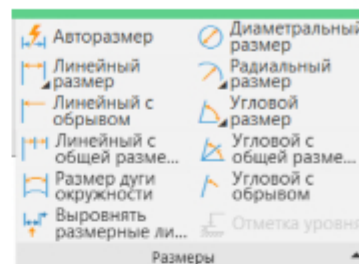 Авторазмер
Диаметральный
размер
Линейный
размер
Радиальный
размер
Линейный с
обрывом
Угловой
размер
Линейный с
общей разме...
Угловой с
общей разме...
Размер дуги
окружности
Угловой с
обрывом
Выровнять
размерные ли...
Отметка уровня
Размеры